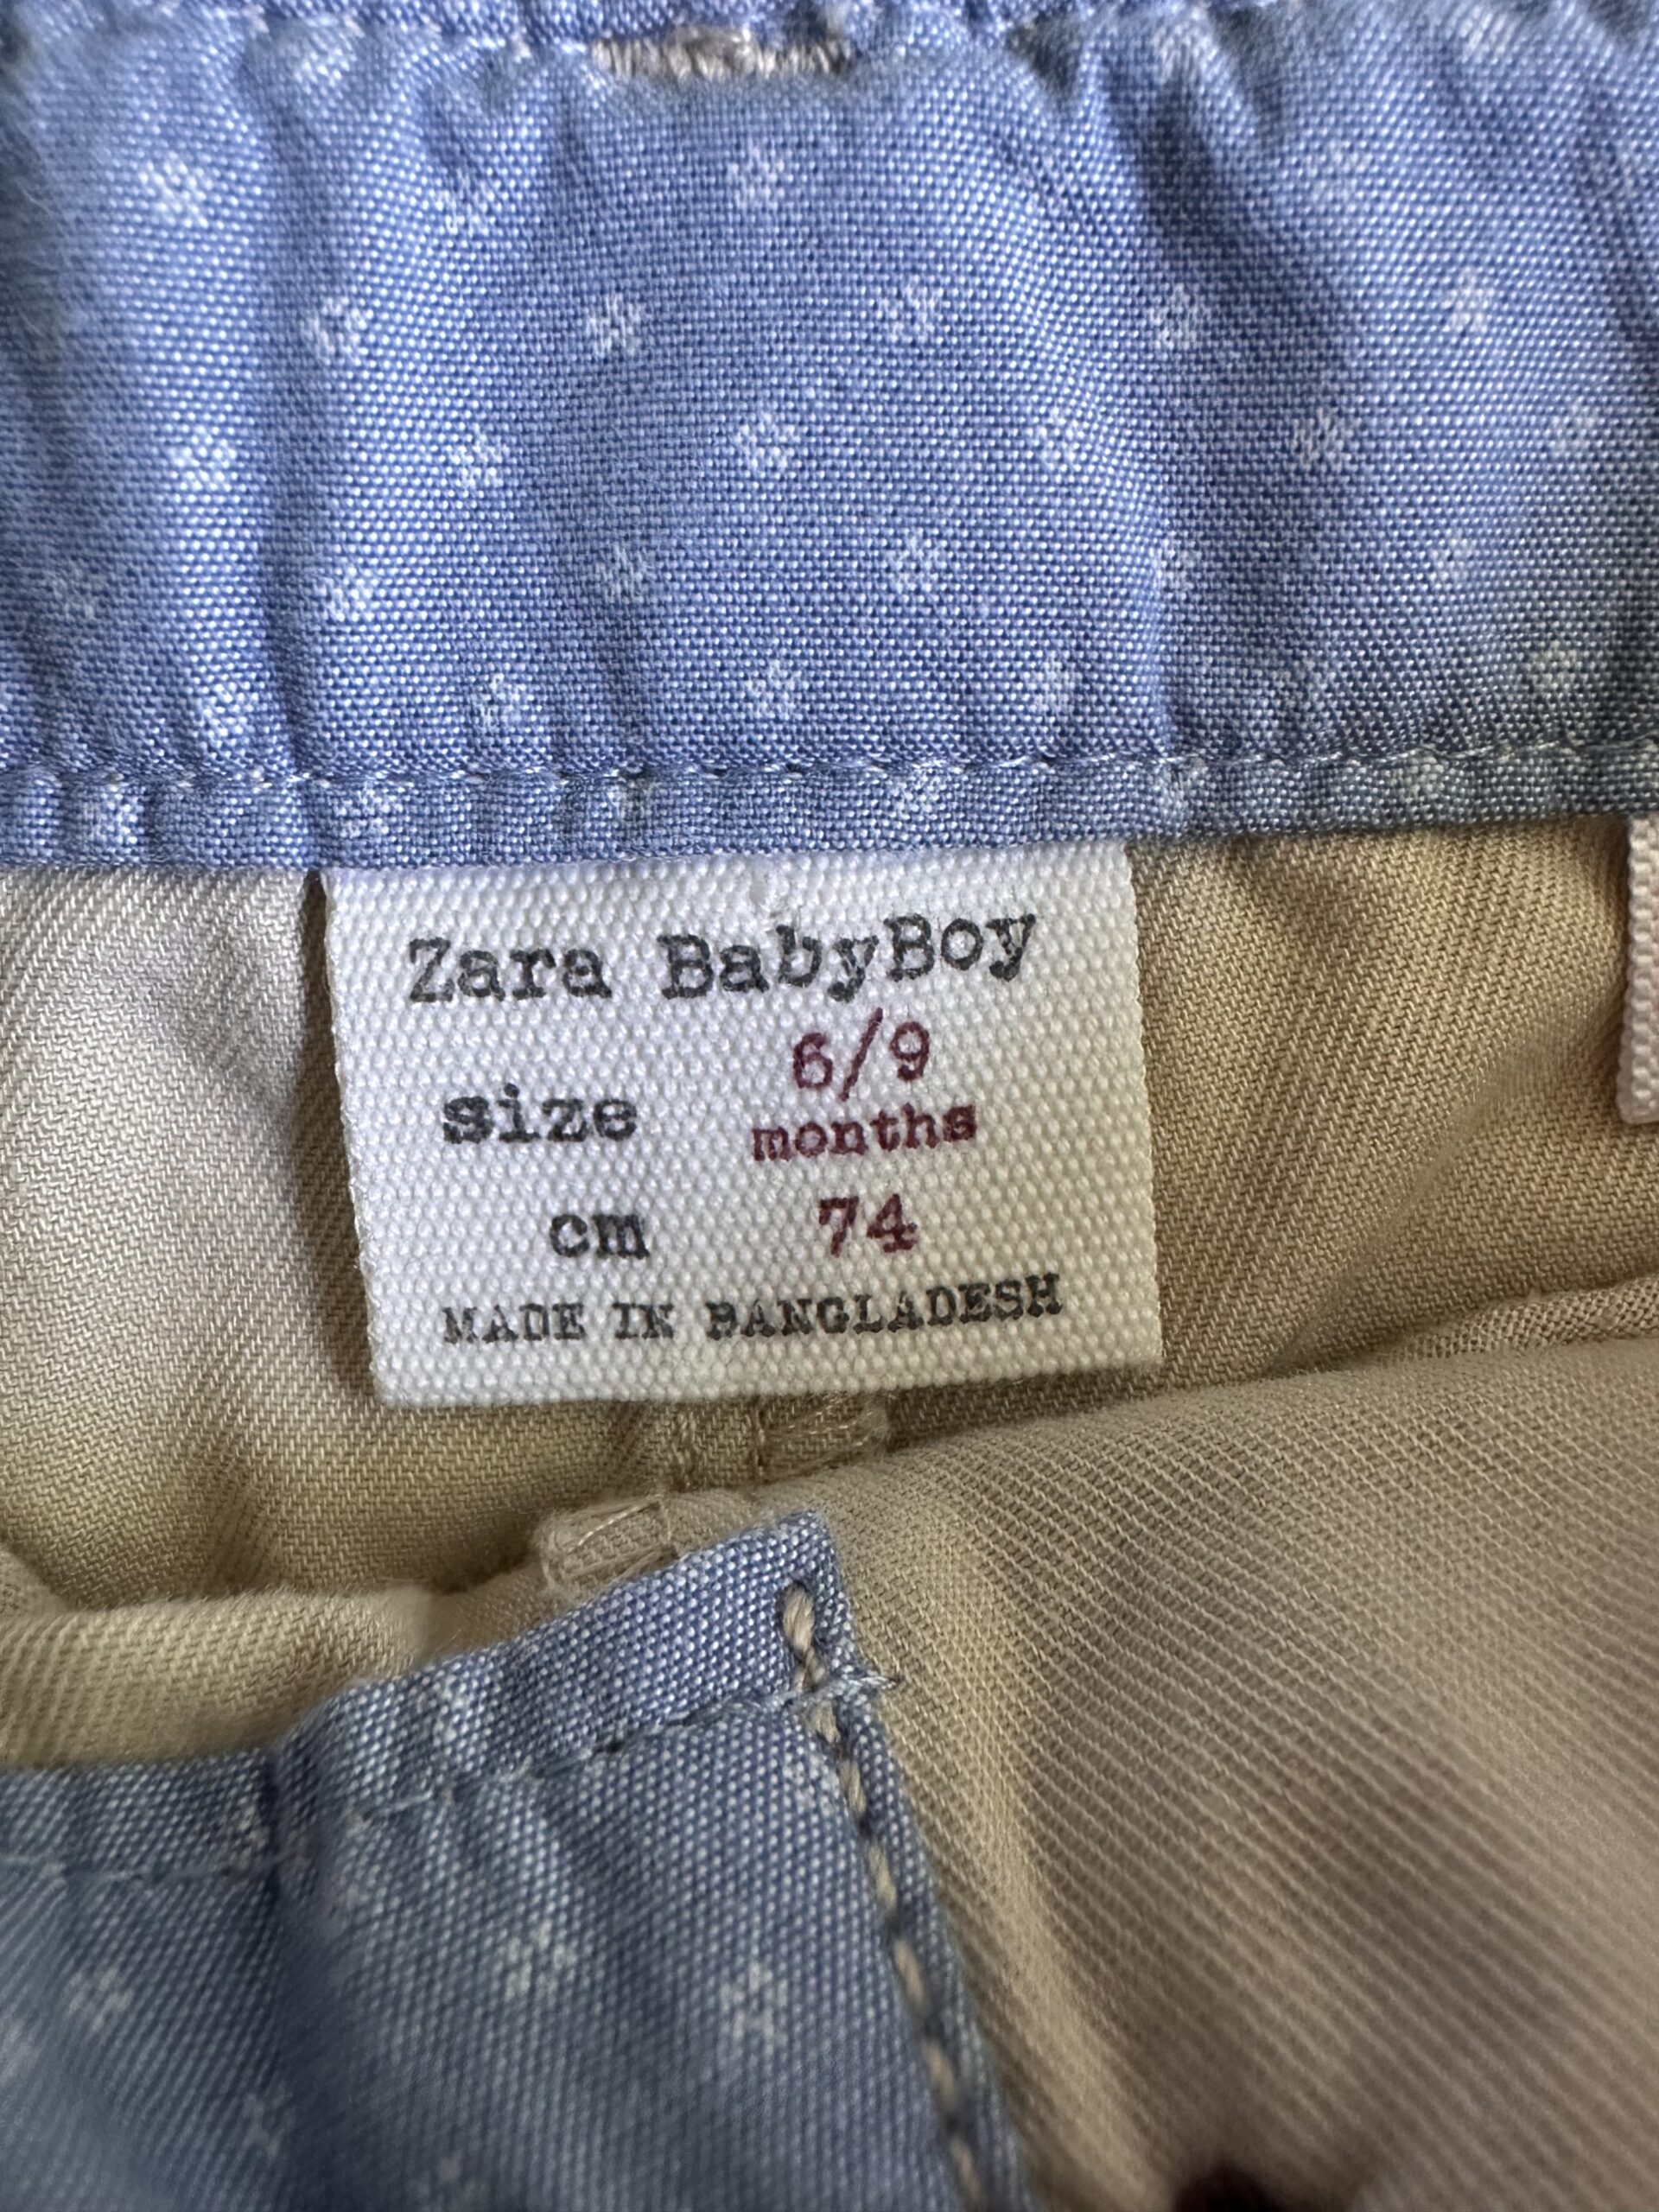 Zara BabyBoy
size 6/9 months
cm 74
MADE IN BANGLADESH